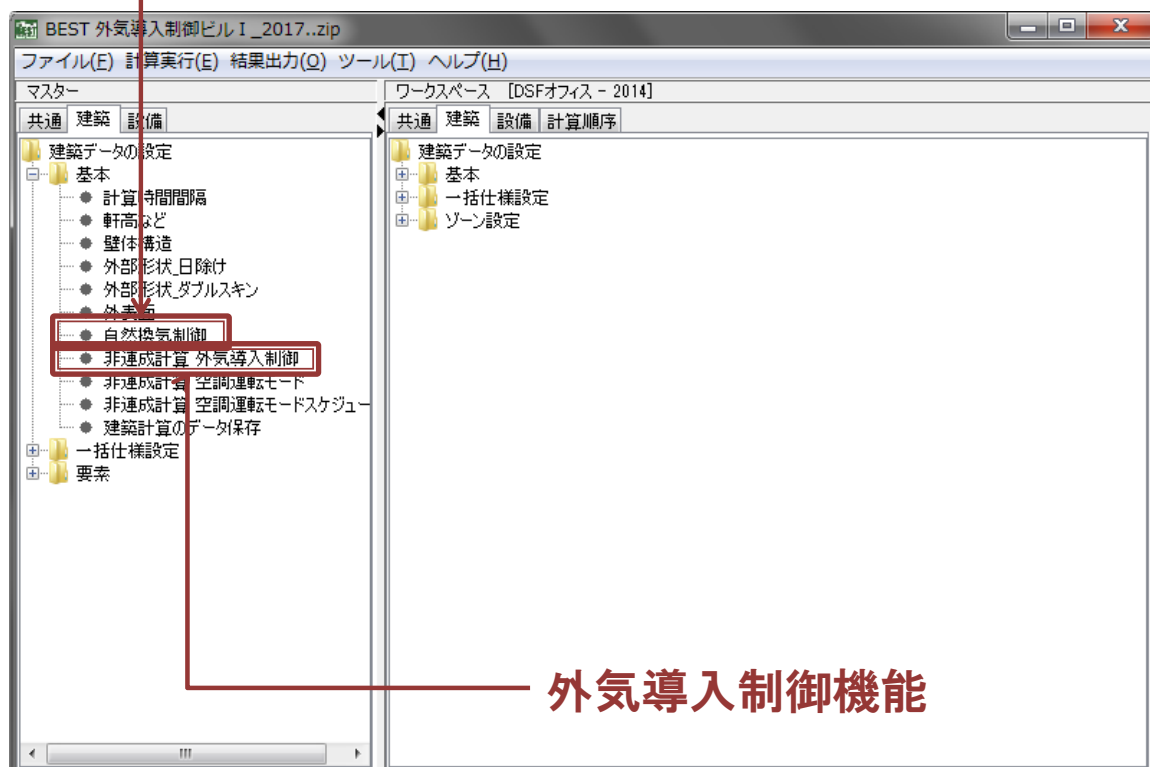 BEST 外気導入制御ビルⅠ_2017..zip
ファイル(F) 計算実行(E) 結果出力(O) ツール(T) ヘルプ(H)
マスター
共通 建築 設備
建築データの設定
基本
計算時間間隔
軒高など
壁体構造
外部形状_日除け
外部形状_ダブルスキン
外表面
自然換気制御
非連成計算 外気導入制御
非連成計算 空調運転モード
非連成計算 空調運転モードスケジュー
建築計算のデータ保存
一括仕様設定
要素
ワークスペース [DSFオフィス - 2014]
共通 建築 設備 計算順序
建築データの設定
基本
一括仕様設定
ゾーン設定
外気導入制御機能